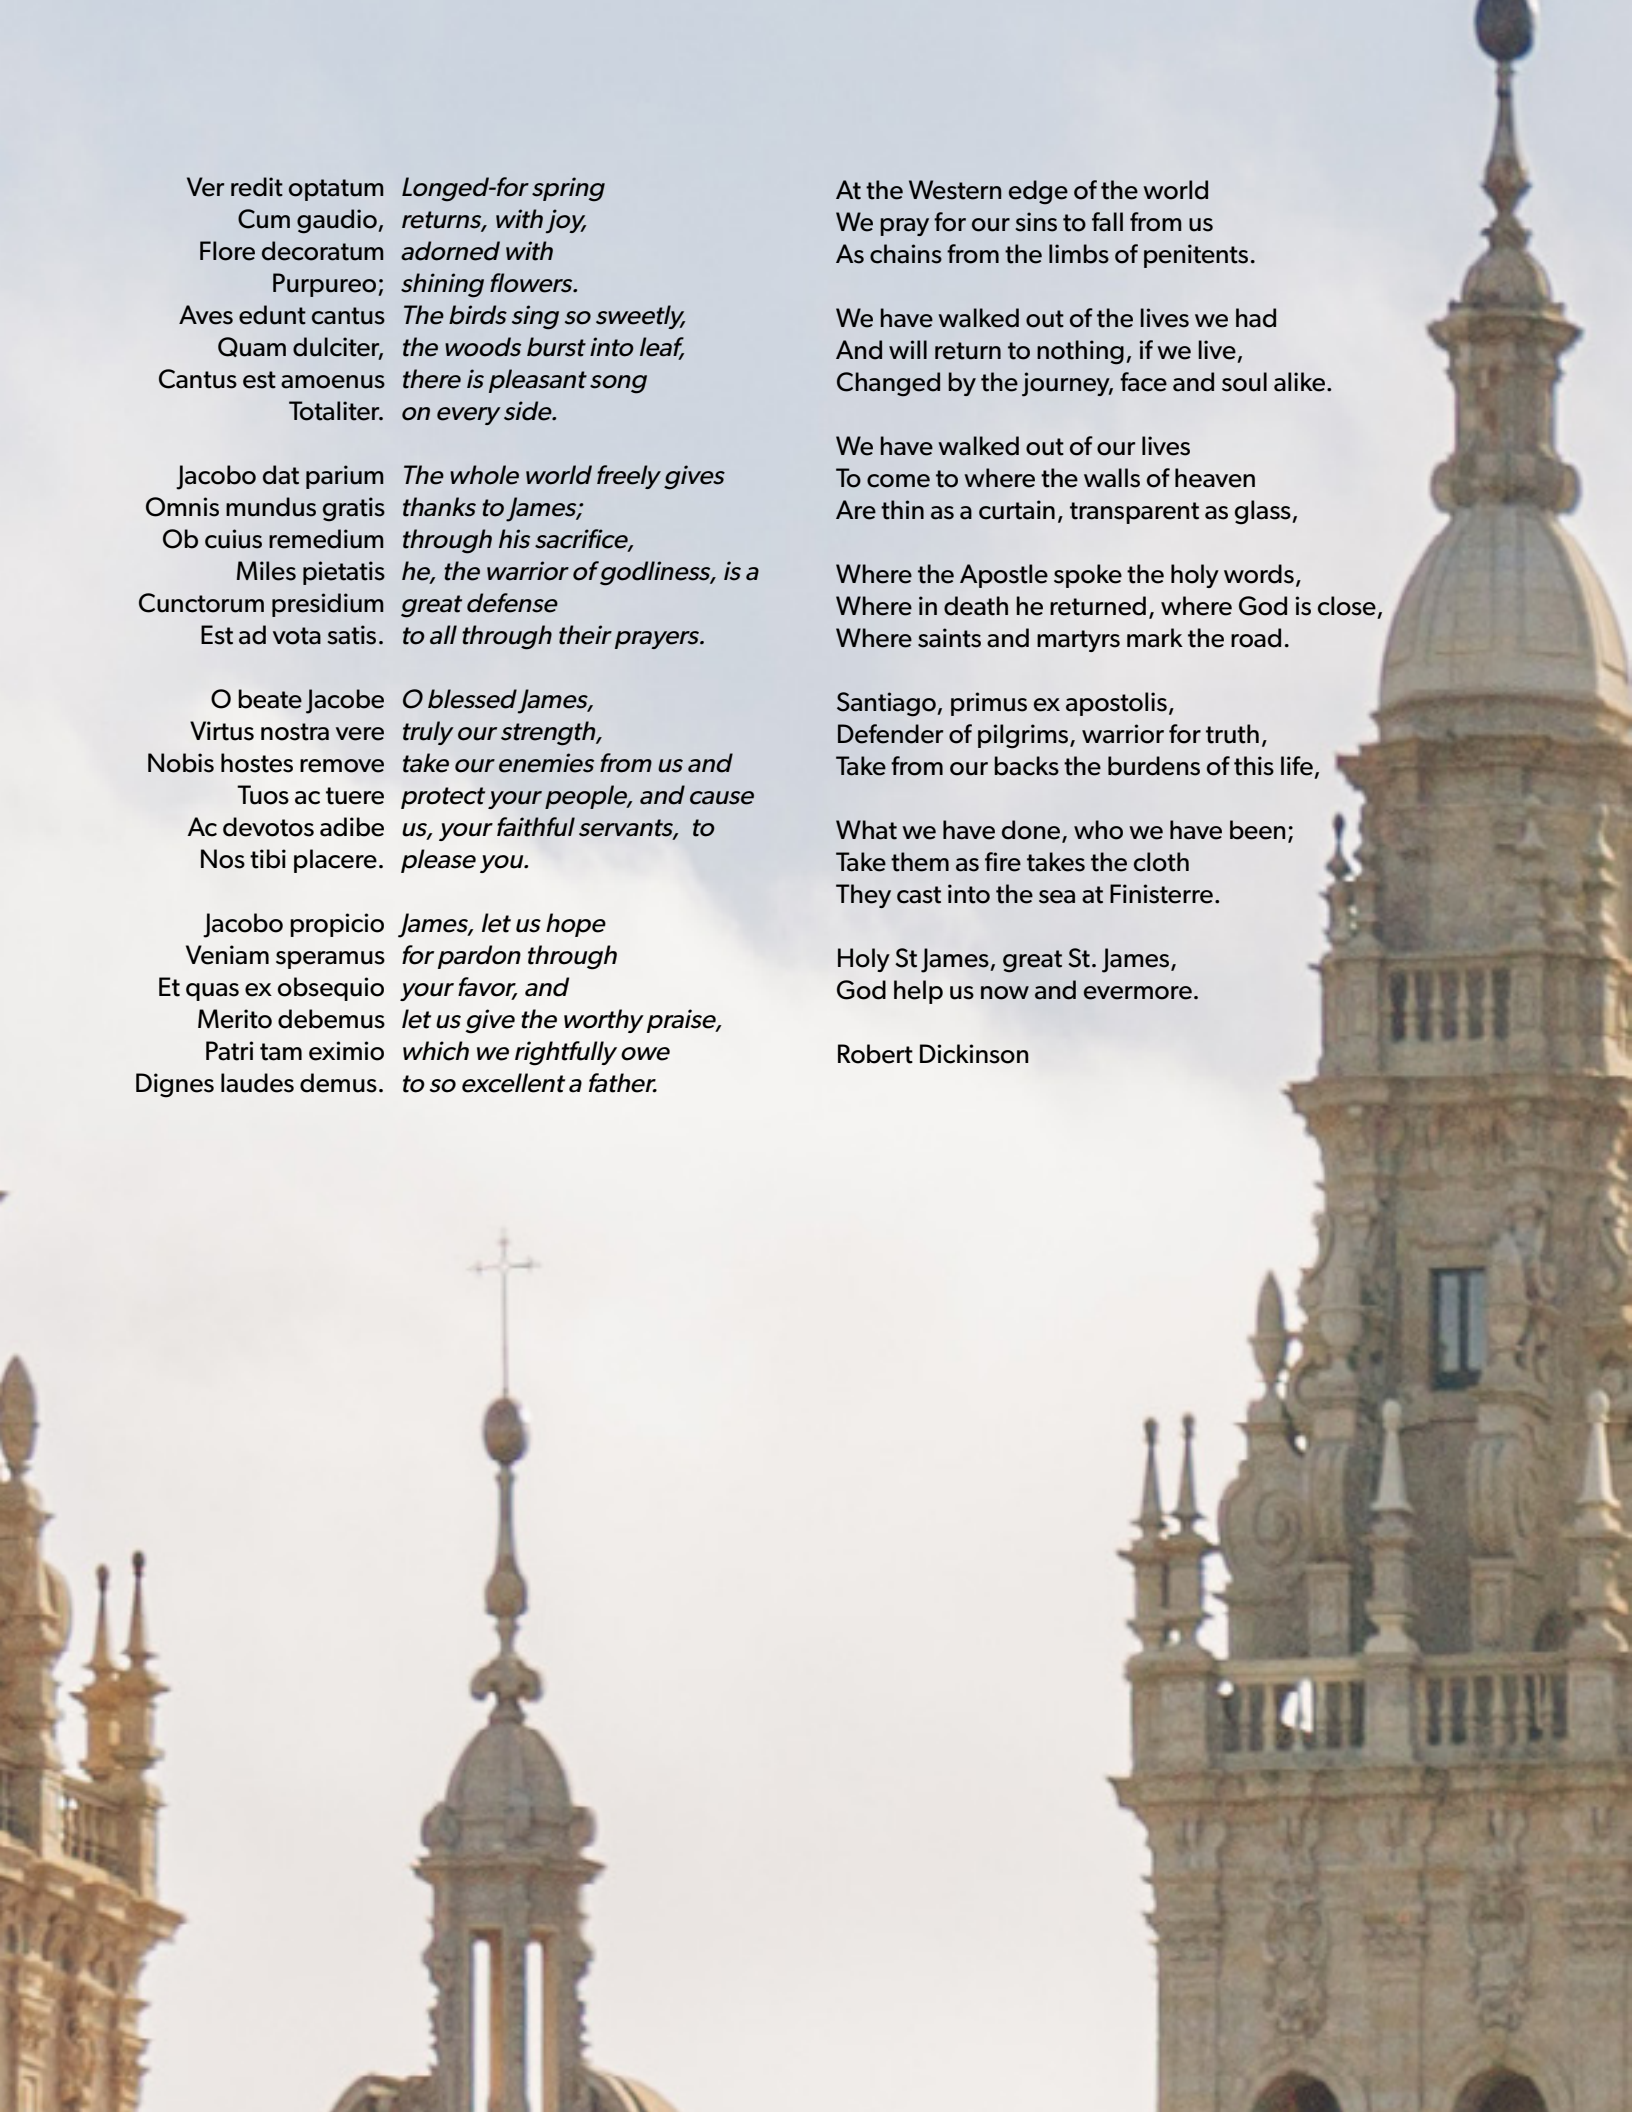 Ver redit optatum
Cum gaudio,
Flore decoratum
Purpureo;
Aves edunt cantus
Quam dulciter,
Cantus est amoenus
Totaliter.
Jacobo dat parium
Omnis mundus gratis
Ob cuius remedium
Miles pietatis
Cunctorum presidium
Est ad vota satis.
O beate Jacobe
Virtus nostra vere
Nobis hostes remove
Tuos ac tuere
Ac devotos adibe
Nos tibi placere.
Jacobo propicio
Veniam speramus
Et quas ex obsequio
Merito debemus
Patri tam eximio
Dignes laudes demus.
Longed-for spring
returns, with joy,
adorned with
shining flowers.
The birds sing so sweetly,
the woods burst into leaf,
there is pleasant song
on every side.
The whole world freely gives
thanks to James;
through his sacrifice,
he, the warrior of godliness, is a
great defense
to all through their prayers.
O blessed James,
truly our strength,
take our enemies from us and
protect your people, and cause
us, your faithful servants,  to
please you.
James, let us hope
for pardon through
your favor, and
let us give the worthy praise,
which we rightfully owe
to so excellent a father.
At the Western edge of the world
We pray for our sins to fall from us
As chains from the limbs of penitents.
We have walked out of the lives we had
And will return to nothing, if we live,
Changed by the journey, face and soul alike.
We have walked out of our lives
To come to where the walls of heaven
Are thin as a curtain, transparent as glass,
Where the Apostle spoke the holy words,
Where in death he returned, where God is close,
Where saints and martyrs mark the road.
Santiago, primus ex apostolis,
Defender of pilgrims, warrior for truth,
Take from our backs the burdens of this life,
What we have done, who we have been;
Take them as fire takes the cloth
They cast into the sea at Finisterre.
Holy St James, great St. James,
God help us now and evermore.
Robert Dickinson